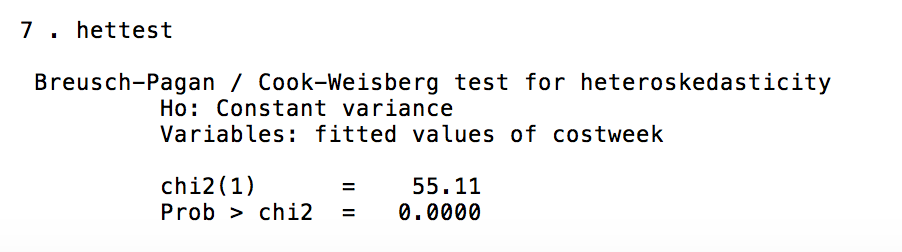 7 . hettest
Breusch-Pagan / Cook-Weisberg test for heteroskedasticity
Ho: Constant variance
Variables: fitted values of costweek
chi2(1) = 55.11
Prob > chi2 = 0.0000